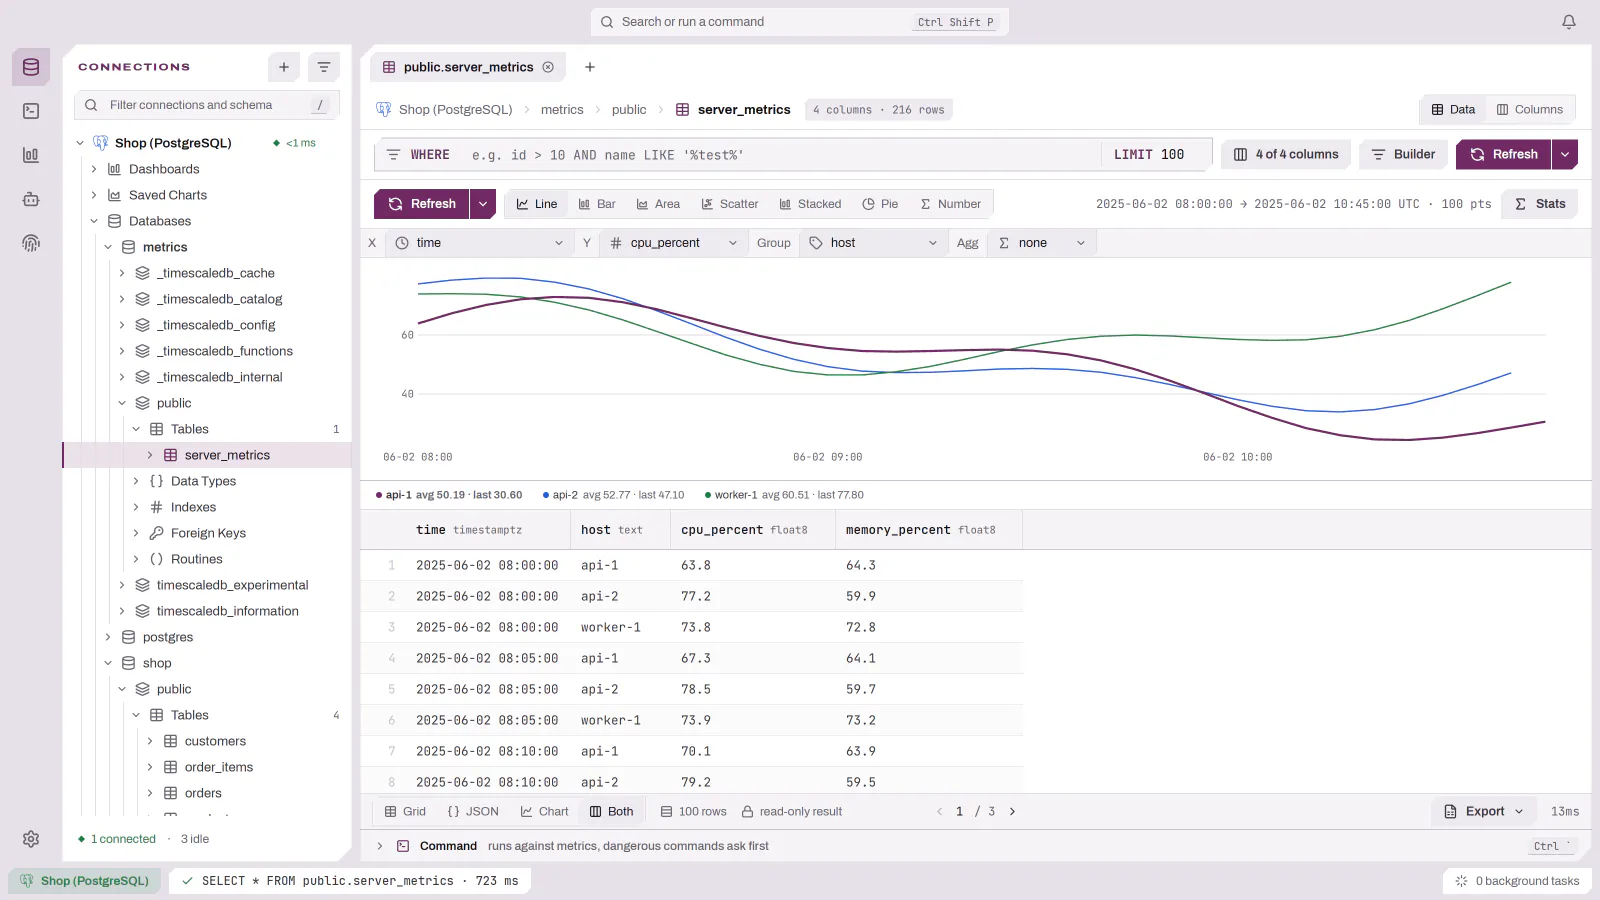 Search or run a command
Ctrl Shift P
CONNECTIONS
Filter connections and schema
/
Shop (PostgreSQL)
<1 ms
Dashboards
Saved Charts
Databases
metrics
_timescaledb_cache
_timescaledb_catalog
_timescaledb_config
_timescaledb_functions
_timescaledb_internal
public
Tables
1
server_metrics
Data Types
Indexes
Foreign Keys
Routines
timescaledb_experimental
timescaledb_information
postgres
shop
public
Tables
4
customers
order_items
orders
1 connected · 3 idle
public.server_metrics
Shop (PostgreSQL) > metrics > public > server_metrics
4 columns · 216 rows
Data
Columns
WHERE e.g. id > 10 AND name LIKE '%test%'
LIMIT 100
4 of 4 columns
Builder
Refresh
Refresh
Line
Bar
Area
Scatter
Stacked
Pie
Number
2025-06-02 08:00:00 → 2025-06-02 10:45:00 UTC · 100 pts
Stats
X time
Y cpu_percent
Group host
Agg none
60
40
06-02 08:00
06-02 09:00
06-02 10:00
api-1 avg 50.19 · last 30.60
api-2 avg 52.77 · last 47.10
worker-1 avg 60.51 · last 77.80
time timestamptz host text cpu_percent float8 memory_percent float8
1 2025-06-02 08:00:00 api-1 63.8 64.3
2 2025-06-02 08:00:00 api-2 77.2 59.9
3 2025-06-02 08:00:00 worker-1 73.8 72.8
4 2025-06-02 08:05:00 api-1 67.3 64.1
5 2025-06-02 08:05:00 api-2 78.5 59.7
6 2025-06-02 08:05:00 worker-1 73.9 73.2
7 2025-06-02 08:10:00 api-1 70.1 63.9
8 2025-06-02 08:10:00 api-2 79.2 59.5
Grid
{} JSON
Chart
Both
100 rows
read-only result
1 / 3
Export
13ms
Command runs against metrics, dangerous commands ask first
Ctrl `
Shop (PostgreSQL)
SELECT * FROM public.server_metrics · 723 ms
0 background tasks